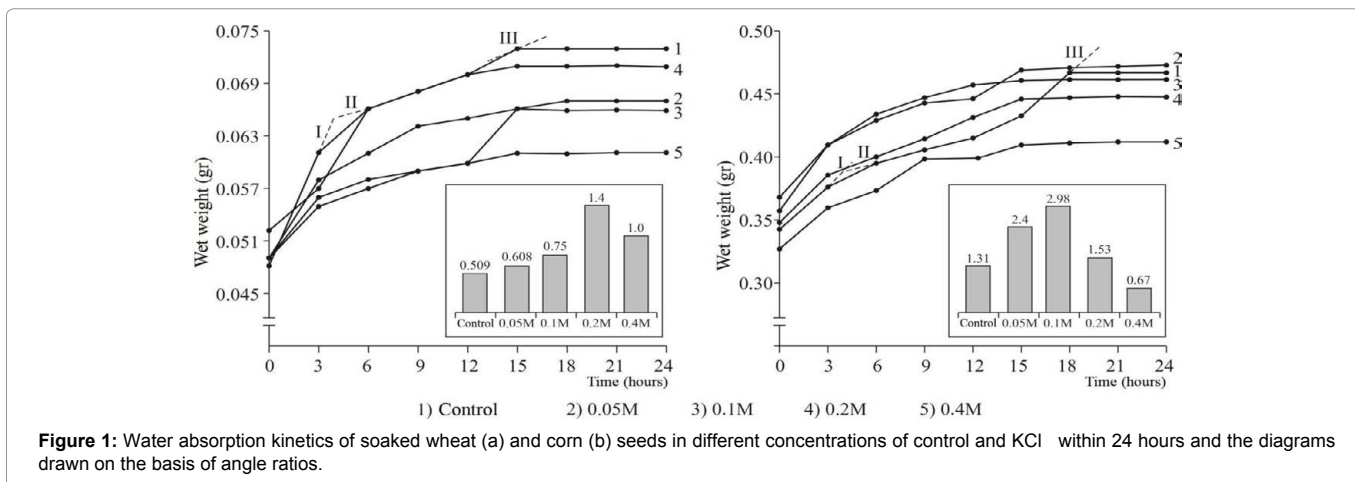 0.075
0.069
0.063
0.057
0.051
0.045
Wet weight (gr)
I
II
III
1
4
2
3
5
0.509
0.608
0.75
1.4
1.0
Control
0,05M
0.1M
0,2M
0.4M
0 3 6 9 12 15 18 21 24
Time (hours)
0.50
0.45
0.40
0.35
0.30
Wet weight (gr)
I
II
III
2
1
3
4
5
1.31
2.4
2.98
1.53
0.67
Control
0.05M
0.1M
0.2M
0.4M
0 3 6 9 12 15 18 21 24
Time (hours)
1) Control 2) 0.05M 3) 0.1M 4) 0.2M 5) 0.4M
Figure 1: Water absorption kinetics of soaked wheat (a) and corn (b) seeds in different concentrations of control and KCl within 24 hours and the diagrams
drawn on the basis of angle ratios.